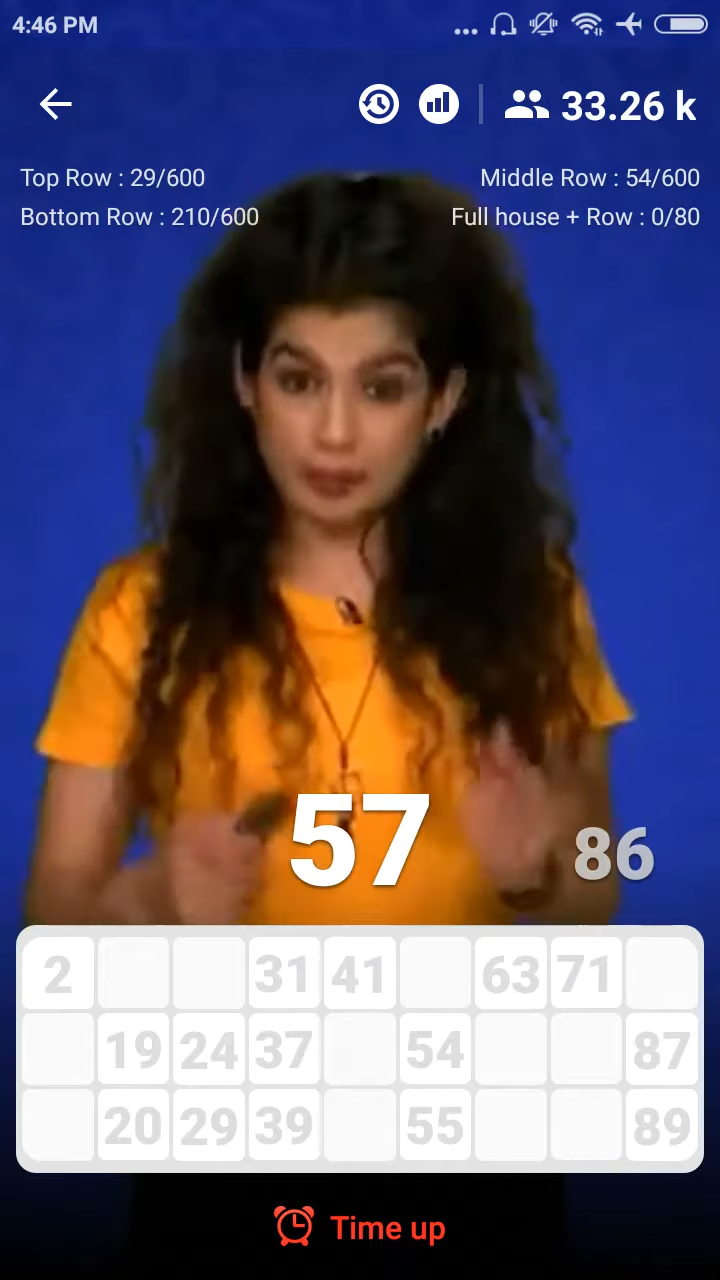 4:46 PM
33.26 k
Top Row : 29/600 Middle Row : 54/600
Bottom Row : 210/600 Full house + Row : 0/80
57 86
2 31 41 63 71
19 24 37 54 87
20 29 39 55 89
Time up